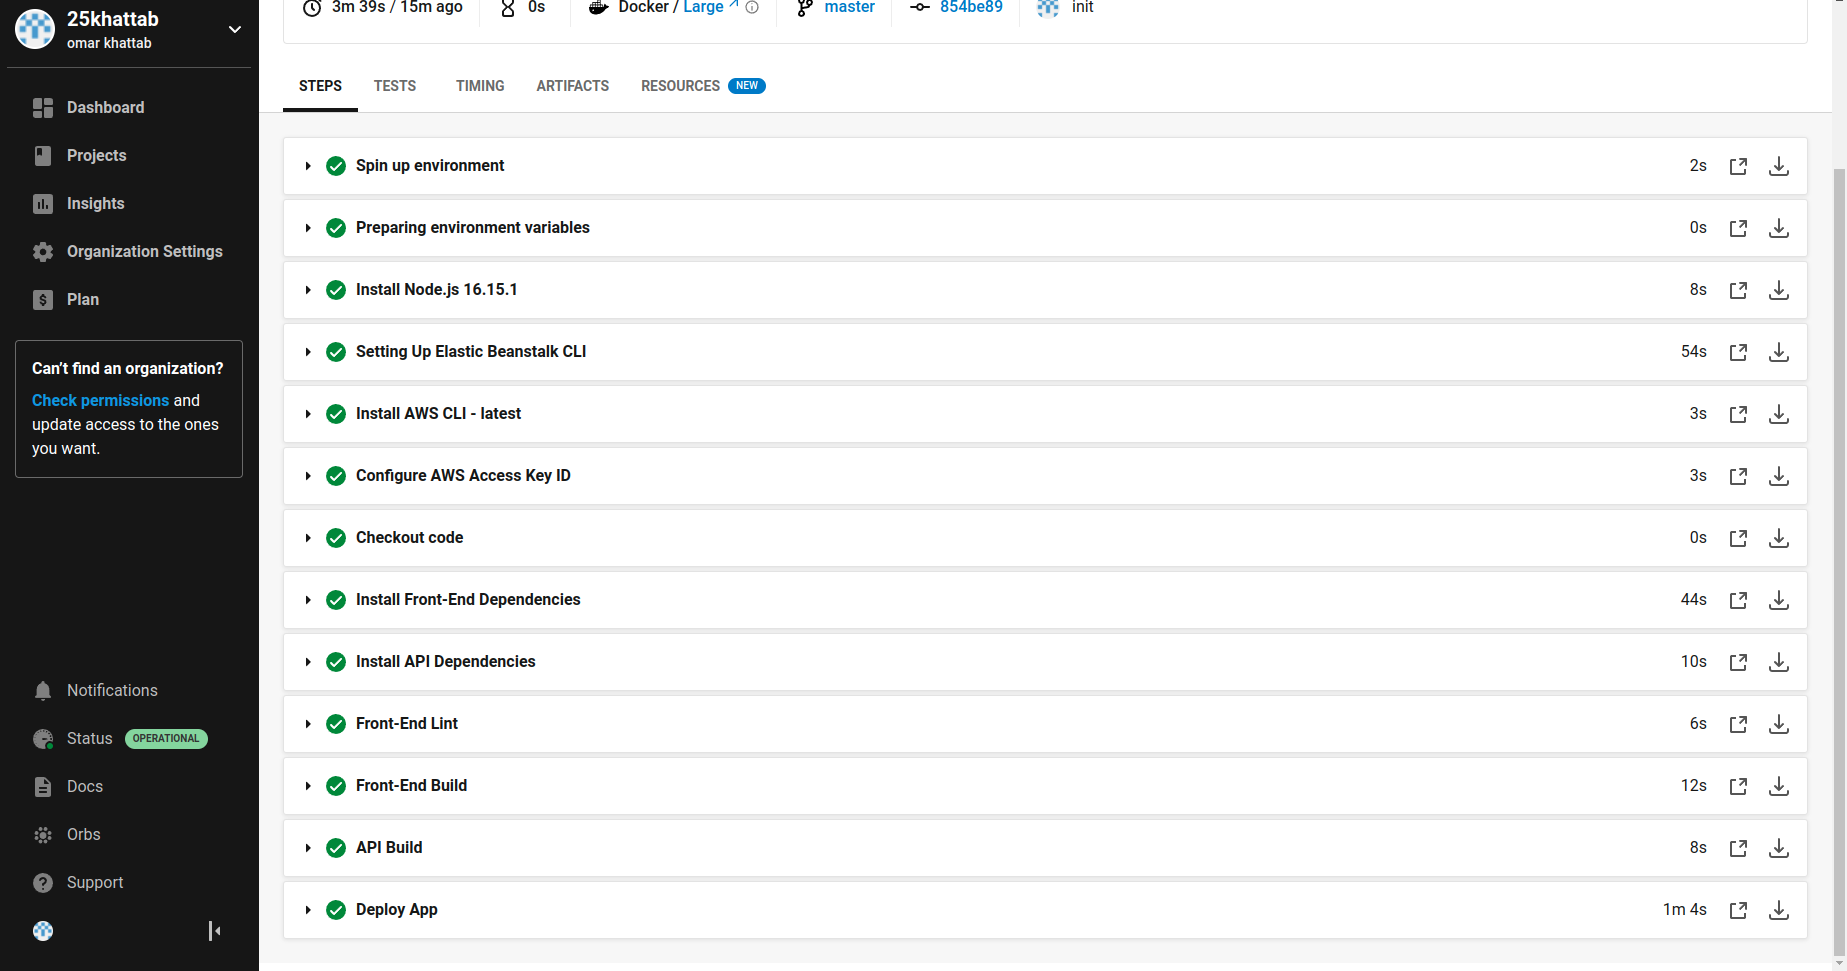 25khattab
omar khattab
Dashboard
Projects
Insights
Organization Settings
Plan
Can't find an organization?
Check permissions and
update access to the ones
you want.
Notifications
Status OPERATIONAL
Docs
Orbs
Support
3m 39s / 15m ago 0s Docker / Large master 854be89 init
STEPS TESTS TIMING ARTIFACTS RESOURCES NEW
Spin up environment 2s
Preparing environment variables 0s
Install Node.js 16.15.1 8s
Setting Up Elastic Beanstalk CLI 54s
Install AWS CLI - latest 3s
Configure AWS Access Key ID 3s
Checkout code 0s
Install Front-End Dependencies 44s
Install API Dependencies 10s
Front-End Lint 6s
Front-End Build 12s
API Build 8s
Deploy App 1m 4s